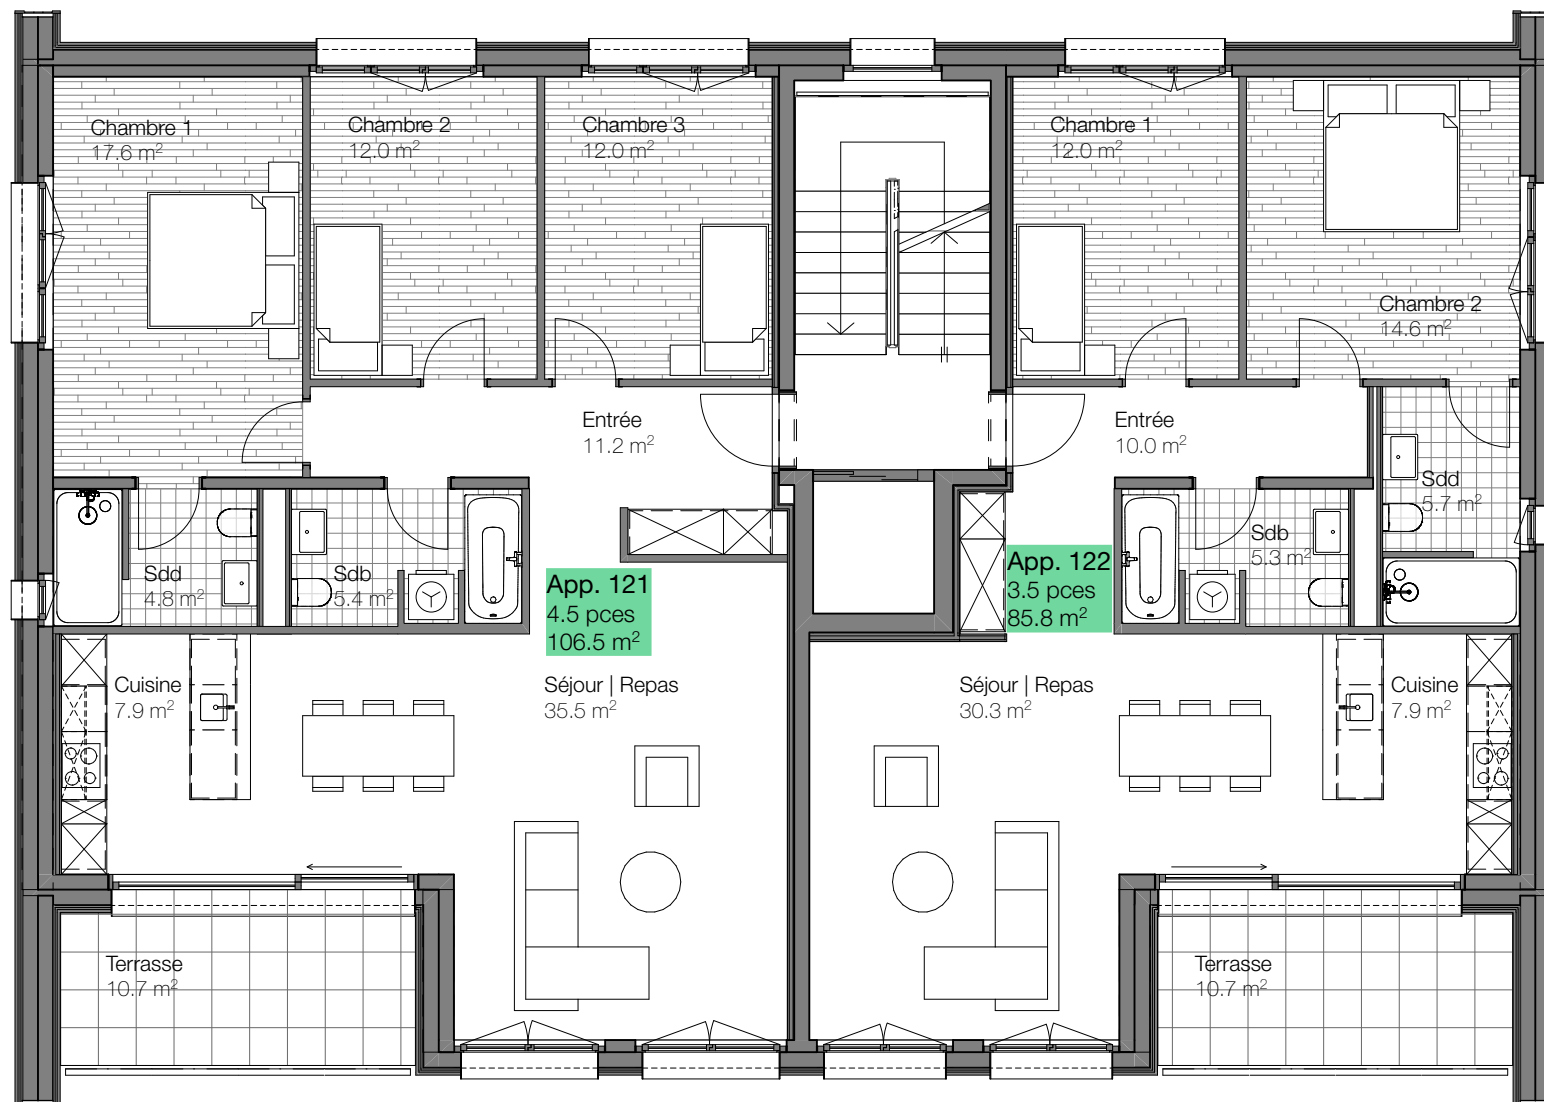 Chambre 1
17.6 m²
Chambre 2
12.0 m²
Chambre 3
12.0 m²
Chambre 1
12.0 m²
Chambre 2
14.6 m²
Entrée
11.2 m²
Entrée
10.0 m²
Sdd
4.8 m²
Sdb
5.4 m²
App. 121
4.5 pces
106.5 m²
App. 122
3.5 pces
85.8 m²
Sdb
5.3 m²
Sdd
5.7 m²
Cuisine
7.9 m²
Séjour | Repas
35.5 m²
Séjour | Repas
30.3 m²
Cuisine
7.9 m²
Terrasse
10.7 m²
Terrasse
10.7 m²